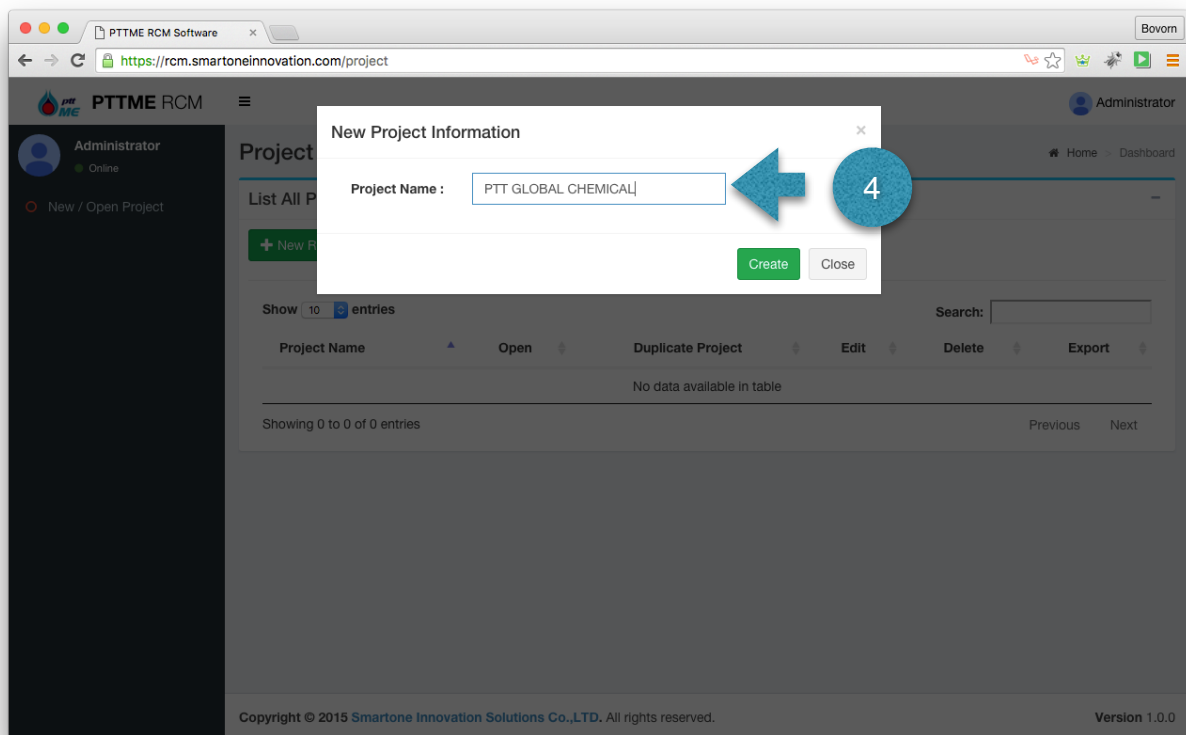 PTTME RCM Software
Bovorn
https://rcm.smartoneinnovation.com/project
ptt ME PTTME RCM
Administrator
Administrator
Online
New / Open Project
Project
Home > Dashboard
List All P
New R
New Project Information
Project Name :
PTT GLOBAL CHEMICAL
4
Create
Close
Show 10 entries
Search:
Project Name Open Duplicate Project Edit Delete Export
No data available in table
Showing 0 to 0 of 0 entries
Previous Next
Copyright © 2015 Smartone Innovation Solutions Co.,LTD. All rights reserved.
Version 1.0.0